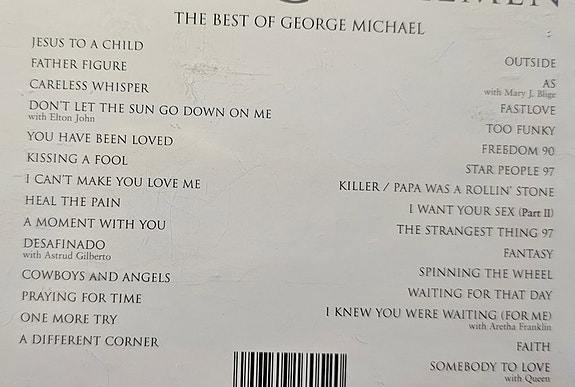 THE BEST OF GEORGE MICHAEL
JESUS TO A CHILD
FATHER FIGURE
CARELESS WHISPER
DON'T LET THE SUN GO DOWN ON ME
with Elton John
YOU HAVE BEEN LOVED
KISSING A FOOL
I CAN'T MAKE YOU LOVE ME
HEAL THE PAIN
A MOMENT WITH YOU
DESAFINADO
with Astrud Gilberto
COWBOYS AND ANGELS
PRAYING FOR TIME
ONE MORE TRY
A DIFFERENT CORNER
OUTSIDE
AS
with Mary J. Blige
FASTLOVE
TOO FUNKY
FREEDOM 90
STAR PEOPLE 97
KILLER / PAPA WAS A ROLLIN' STONE
I WANT YOUR SEX (Part II)
THE STRANGEST THING 97
FANTASY
SPINNING THE WHEEL
WAITING FOR THAT DAY
I KNEW YOU WERE WAITING (FOR ME)
with Aretha Franklin
FAITH
SOMEBODY TO LOVE
with Queen